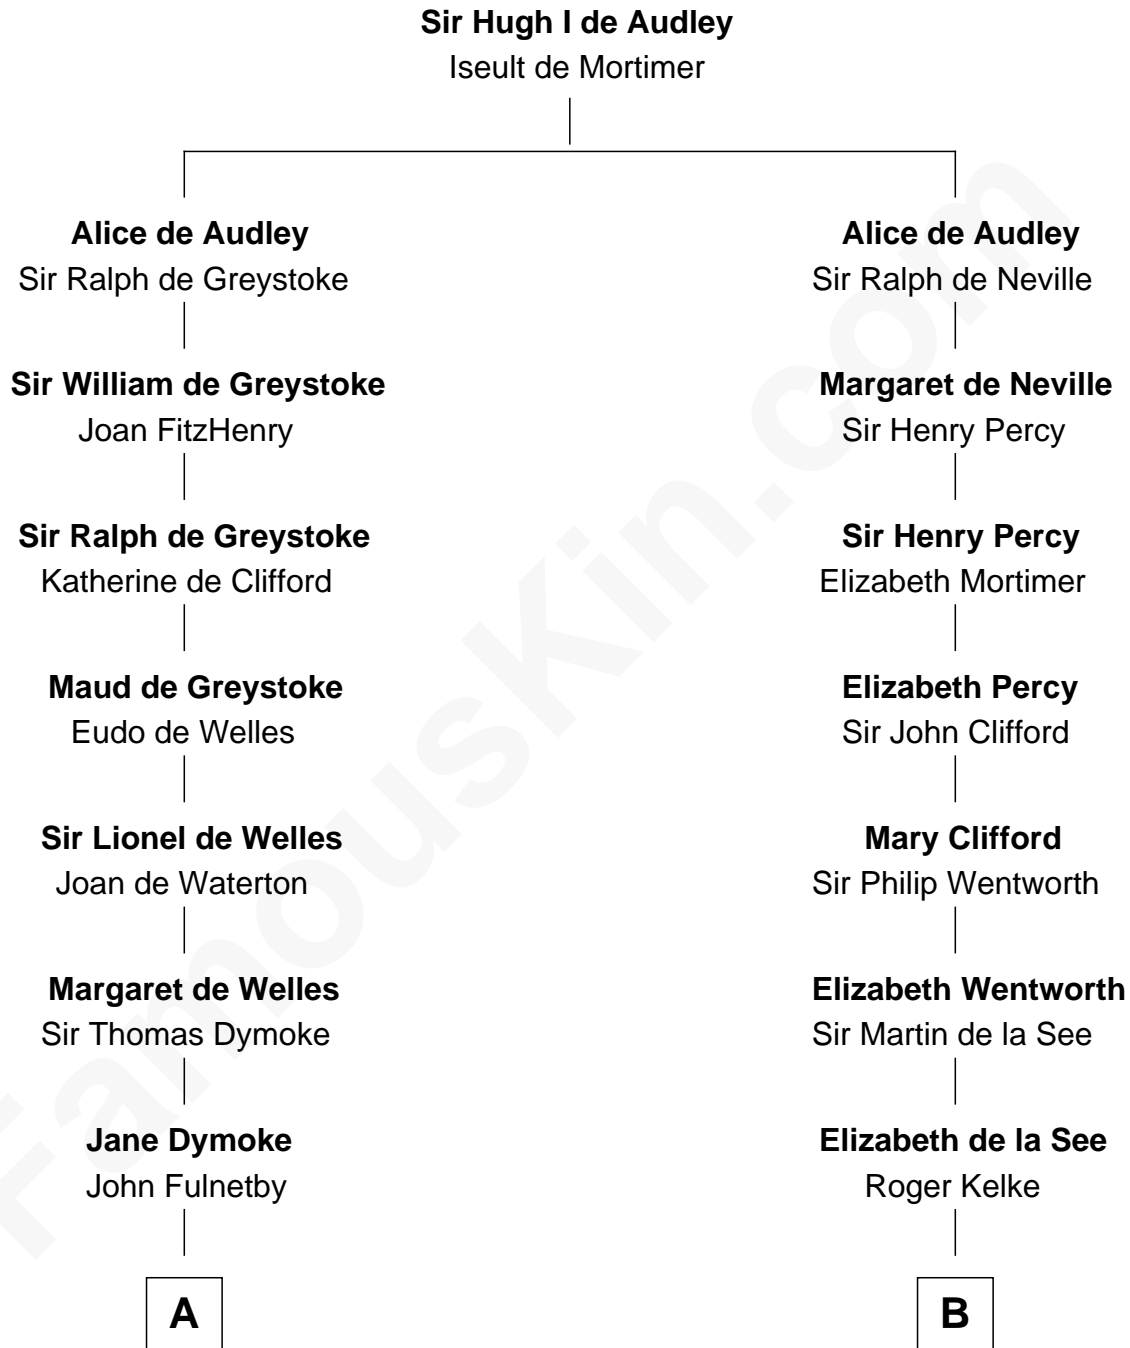 Sir Hugh I de Audley
Iseult de Mortimer
Alice de Audley
Sir Ralph de Greystoke
Sir William de Greystoke
Joan FitzHenry
Sir Ralph de Greystoke
Katherine de Clifford
Maud de Greystoke
Eudo de Welles
Sir Lionel de Welles
Joan de Waterton
Margaret de Welles
Sir Thomas Dymoke
Jane Dymoke
John Fulnetby
A
Alice de Audley
Sir Ralph de Neville
Margaret de Neville
Sir Henry Percy
Sir Henry Percy
Elizabeth Mortimer
Elizabeth Percy
Sir John Clifford
Mary Clifford
Sir Philip Wentworth
Elizabeth Wentworth
Sir Martin de la See
Elizabeth de la See
Roger Kelke
B
FamousKin.com